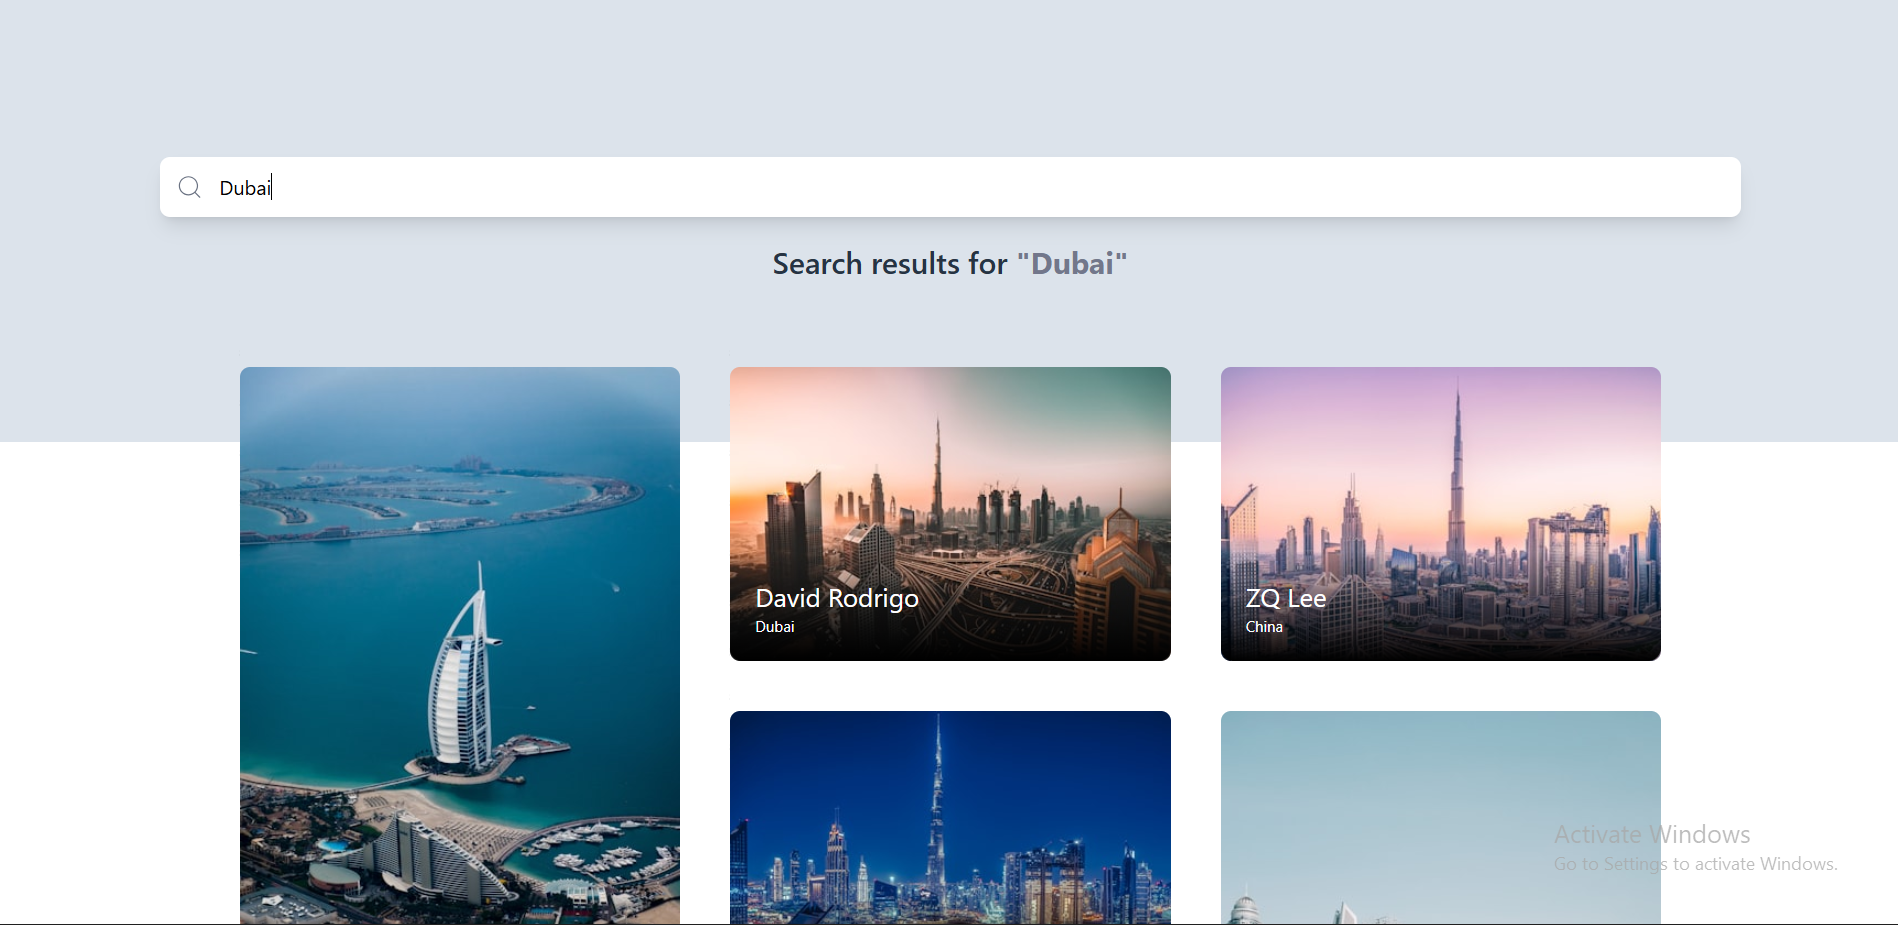 Dubai
Search results for "Dubai"
David Rodrigo
Dubai
ZQ Lee
China
Activate Windows
Go to Settings to activate Windows.